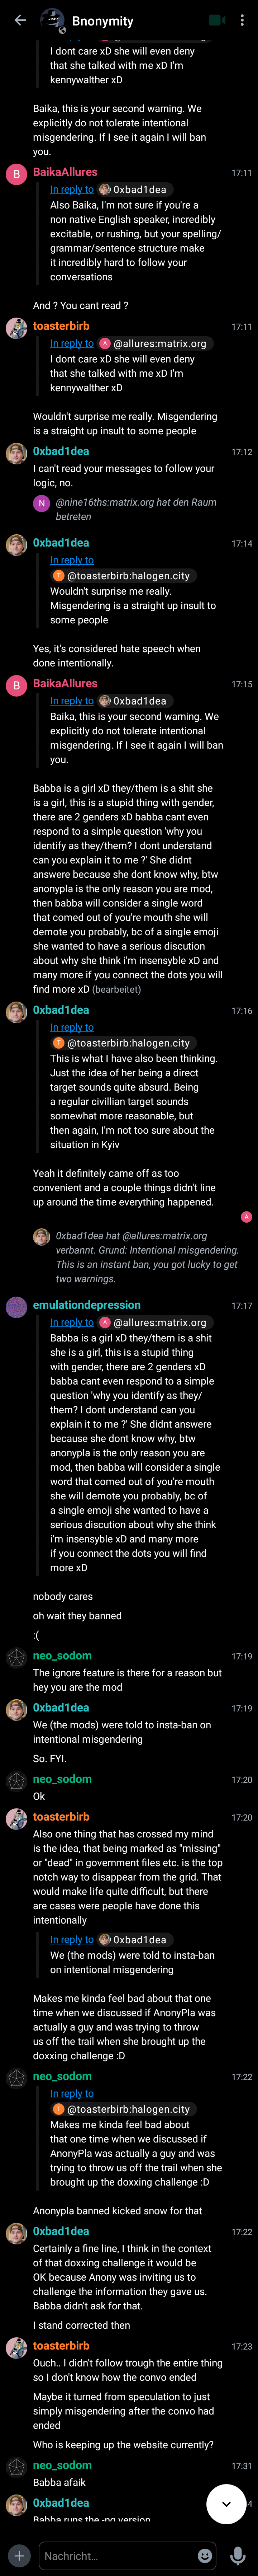 Bnonymity
I don't care XD she will even deny
that she talked with me xD I'm
kennywalther xD
Baika, this is your second warning. We
explicitly do not tolerate intentional
misgendering. If I see it again I will ban
you.
B
BaikaAllures 17:11
In reply to 0xbad1dea
Also Baika, I'm not sure if you're a
non native English speaker, incredibly
excitable, or rushing, but your spelling/
grammar/sentence structure make
it incredibly hard to follow your
conversations
And ? You cant read ?
toasterbirb 17:11
In reply to A @allures:matrix.org
I dont care xD she will even deny
that she talked with me xD I'm
kennywalther xD
Wouldn't surprise me really. Misgendering
is a straight up insult to some people
0xbad1dea 17:12
I can't read your messages to follow your
logic, no.
N
@nine16ths:matrix.org hat den Raum
betreten
0xbad1dea 17:14
In reply to
T @toasterbirb:halogen.city
Wouldn't surprise me really.
Misgendering is a straight up insult to
some people
Yes, it's considered hate speech when
done intentionally.
B
BaikaAllures 17:15
In reply to 0xbad1dea
Baika, this is your second warning. We
explicitly do not tolerate intentional
misgendering. If I see it again I will ban
you.
Babba is a girl xD they/them is a shit she
is a girl, this is a stupid thing with gender,
there are 2 genders xD babba cant even
respond to a simple question 'why you
identify as they/them? I dont understand
can you explain it to me ?' She didnt
answere because she dont know why, btw
anonypla is the only reason you are mod,
then babba will consider a single word
that comed out of you're mouth she will
demote you probably, bc of a single emoji
she wanted to have a serious discution
about why she think i'm insensyble xD and
many more if you connect the dots you will
find more xD (bearbeitet)
0xbad1dea 17:16
In reply to
T @toasterbirb:halogen.city
This is what I have also been thinking.
Just the idea of her being a direct
target sounds quite absurd. Being
a regular civillian target sounds
somewhat more reasonable, but
then again, I'm not too sure about the
situation in Kyiv
Yeah it definitely came off as too
convenient and a couple things didn't line
up around the time everything happened.
A
0xbad1dea hat @allures:matrix.org
verbannt. Grund: Intentional misgendering.
This is an instant ban, you got lucky to get
two warnings.
emulationdepression 17:17
In reply to A @allures:matrix.org
Babba is a girl xD they/them is a shit
she is a girl, this is a stupid thing
with gender, there are 2 genders xD
babba cant even respond to a simple
question 'why you identify as they/
them? I dont understand can you
explain it to me ?' She didnt answere
because she dont know why, btw
anonypla is the only reason you are
mod, then babba will consider a single
word that comed out of you're mouth
she will demote you probably, bc of
a single emoji she wanted to have a
serious discution about why she think
i'm insensyble xD and many more
if you connect the dots you will find
more xD
nobody cares
oh wait they banned
:(
neo_sodom 17:19
The ignore feature is there for a reason but
hey you are the mod
0xbad1dea 17:19
We (the mods) were told to insta-ban on
intentional misgendering
So. FYI.
neo_sodom 17:20
Ok
toasterbirb 17:20
Also one thing that has crossed my mind
is the idea, that being marked as "missing"
or "dead" in government files etc. is the top
notch way to disappear from the grid. That
would make life quite difficult, but there
are cases were people have done this
intentionally
In reply to 0xbad1dea
We (the mods) were told to insta-ban
on intentional misgendering
Makes me kinda feel bad about that one
time when we discussed if AnonyPla was
actually a guy and was trying to throw
us off the trail when she brought up the
doxxing challenge :D
neo_sodom 17:22
In reply to
T @toasterbirb:halogen.city
Makes me kinda feel bad about
that one time when we discussed if
AnonyPla was actually a guy and was
trying to throw us off the trail when she
brought up the doxxing challenge :D
Anonypla banned kicked snow for that
0xbad1dea 17:22
Certainly a fine line, I think in the context
of that doxxing challenge it would be
OK because Anony was inviting us to
challenge the information they gave us.
Babba didn't ask for that.
I stand corrected then
toasterbirb 17:23
Ouch.. I didn't follow trough the entire thing
so I don't know how the convo ended
Maybe it turned from speculation to just
simply misgendering after the convo had
ended
Who is keeping up the website currently?
neo_sodom 17:31
Babba afaik
0xbad1dea 4
Babba runs the -ng version
Nachricht...